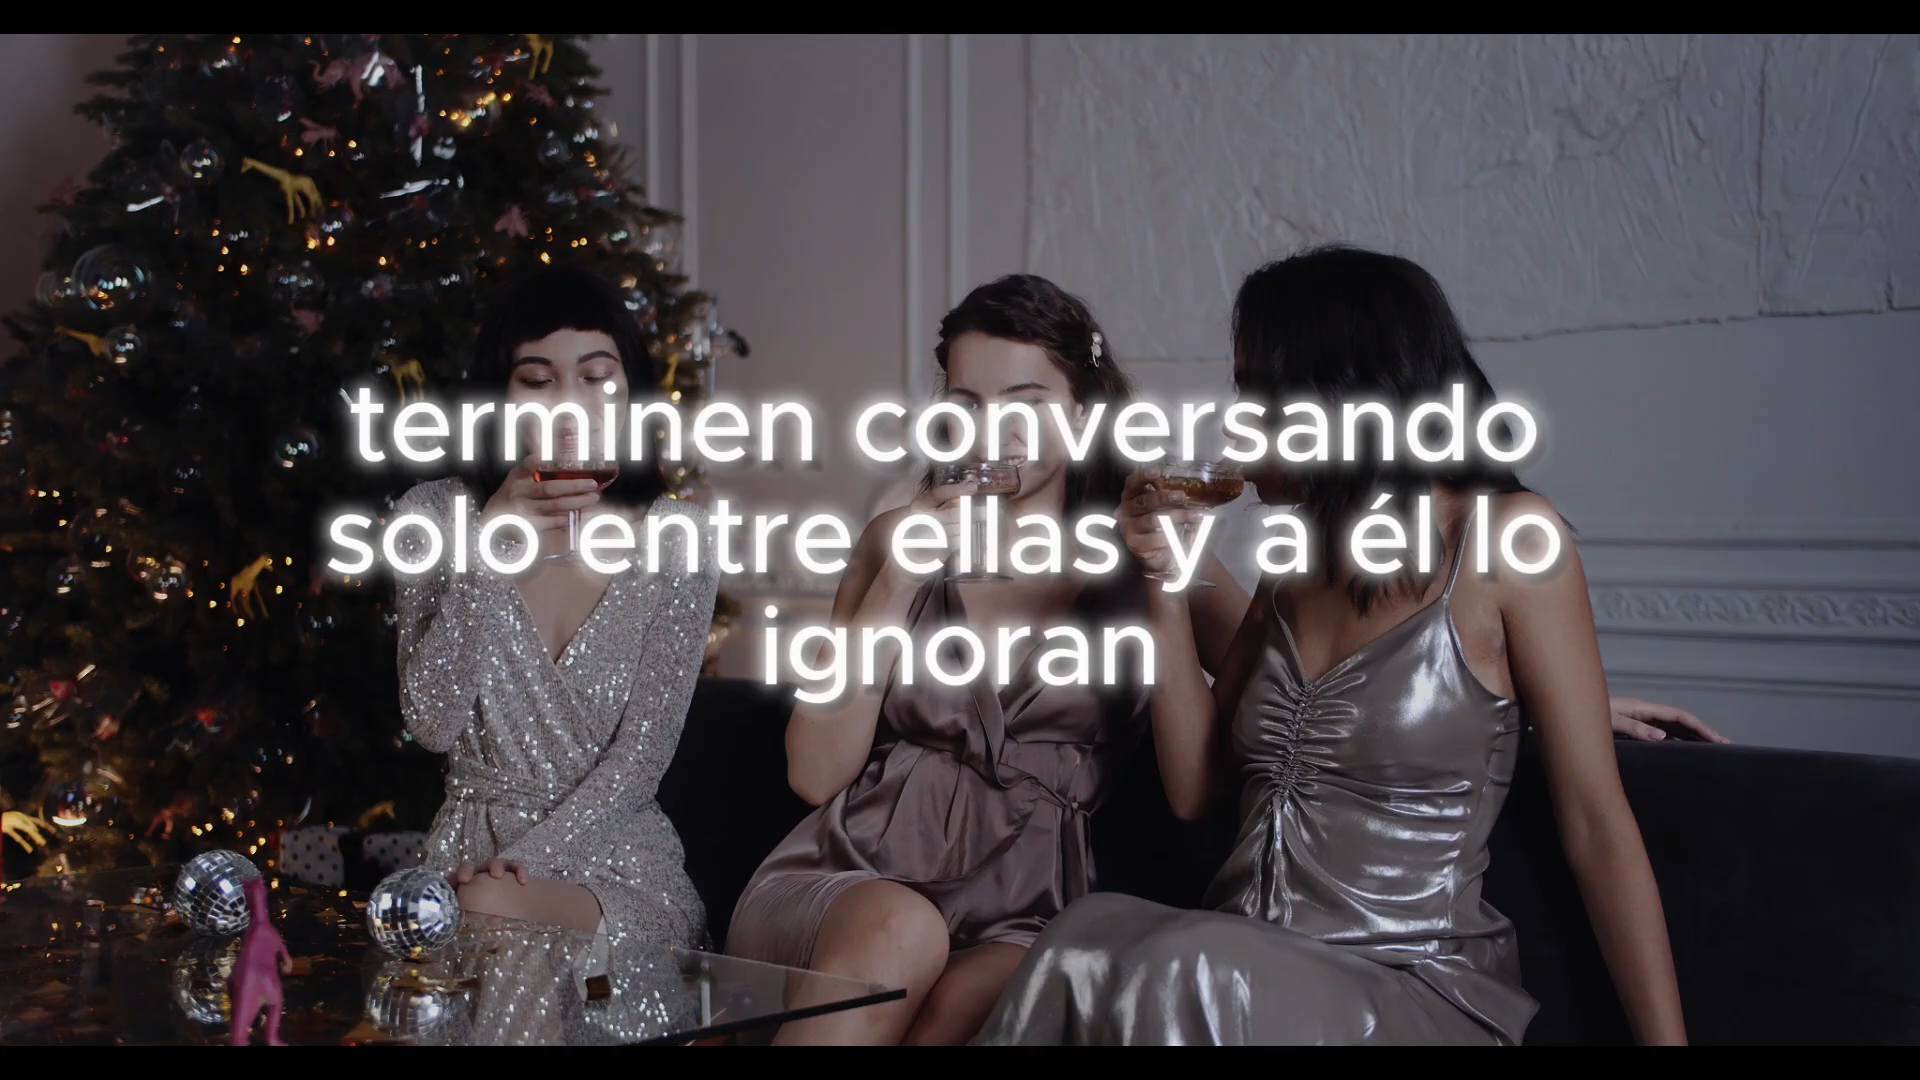 terminen conversando
solo entre ellas y a él lo
ignoran